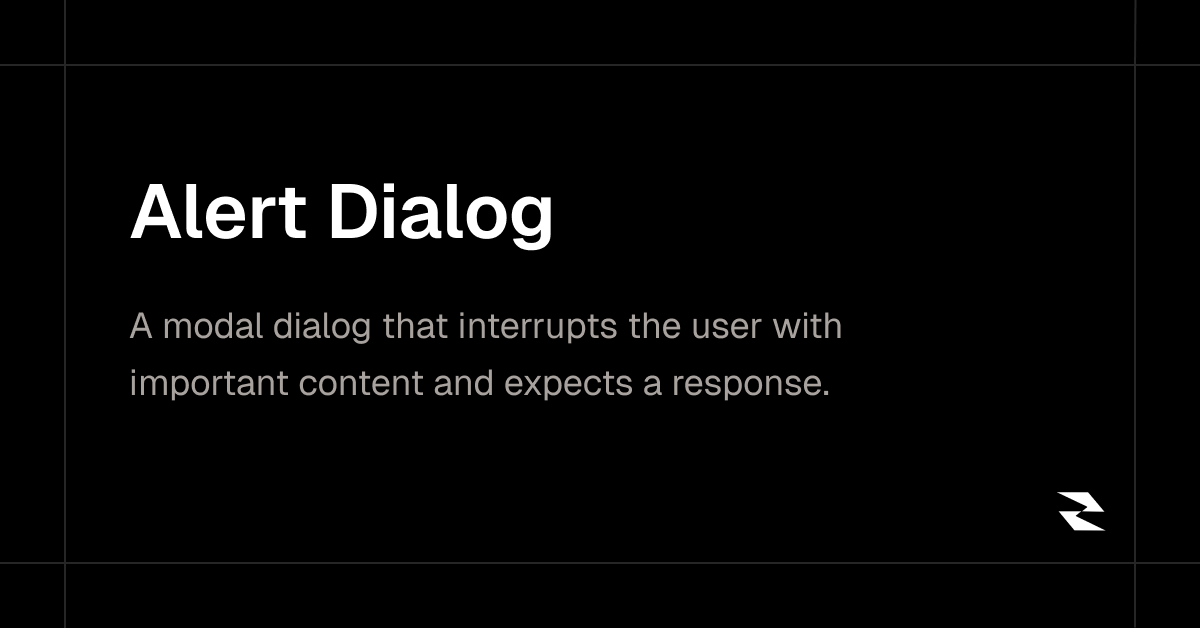 Alert Dialog
A modal dialog that interrupts the user with
important content and expects a response.